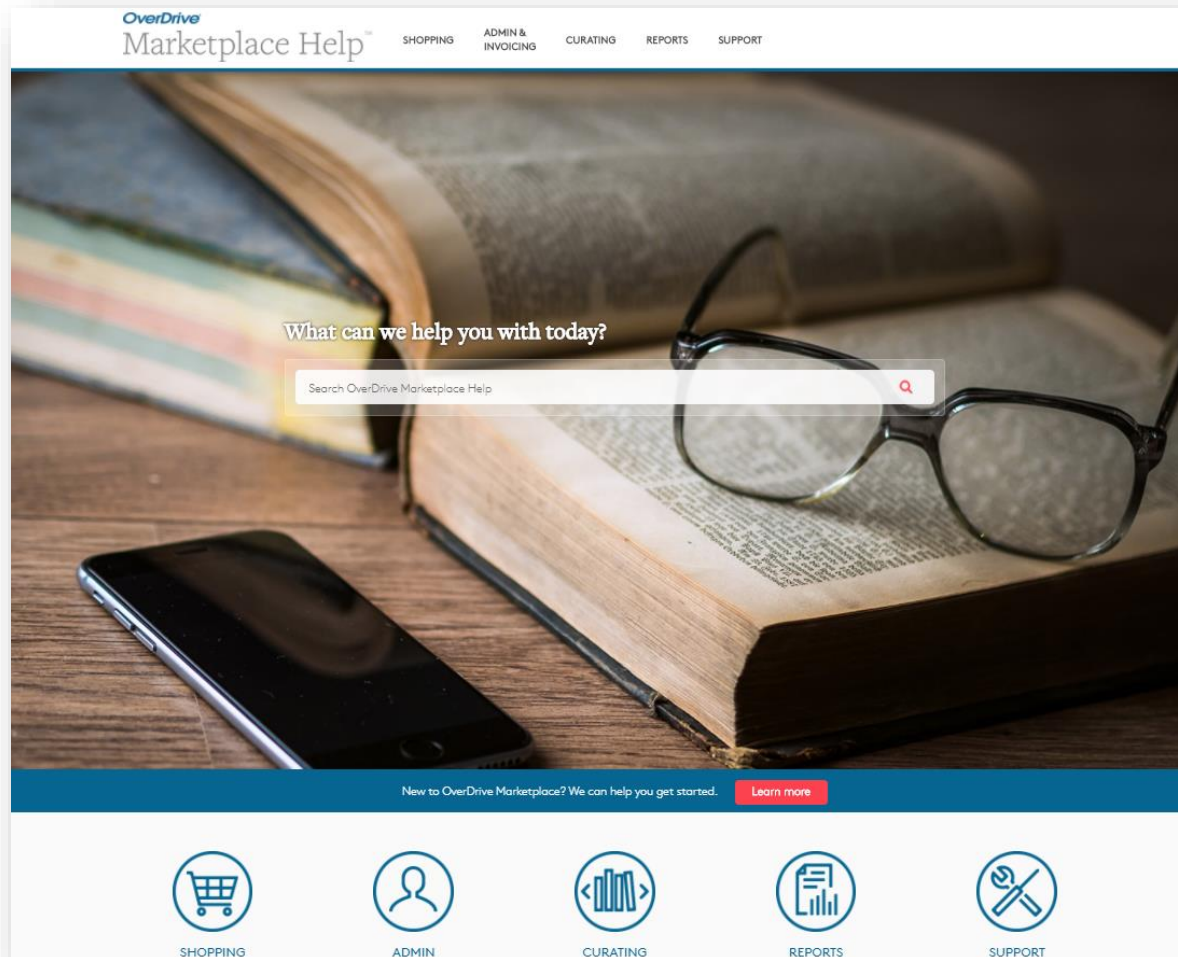 OverDrive
Marketplace Help™
SHOPPING
ADMIN &
INVOICING
CURATING
REPORTS
SUPPORT
What can we help you with today?
Search OverDrive Marketplace Help
New to OverDrive Marketplace? We can help you get started.
Learn more
SHOPPING
ADMIN
CURATING
REPORTS
SUPPORT